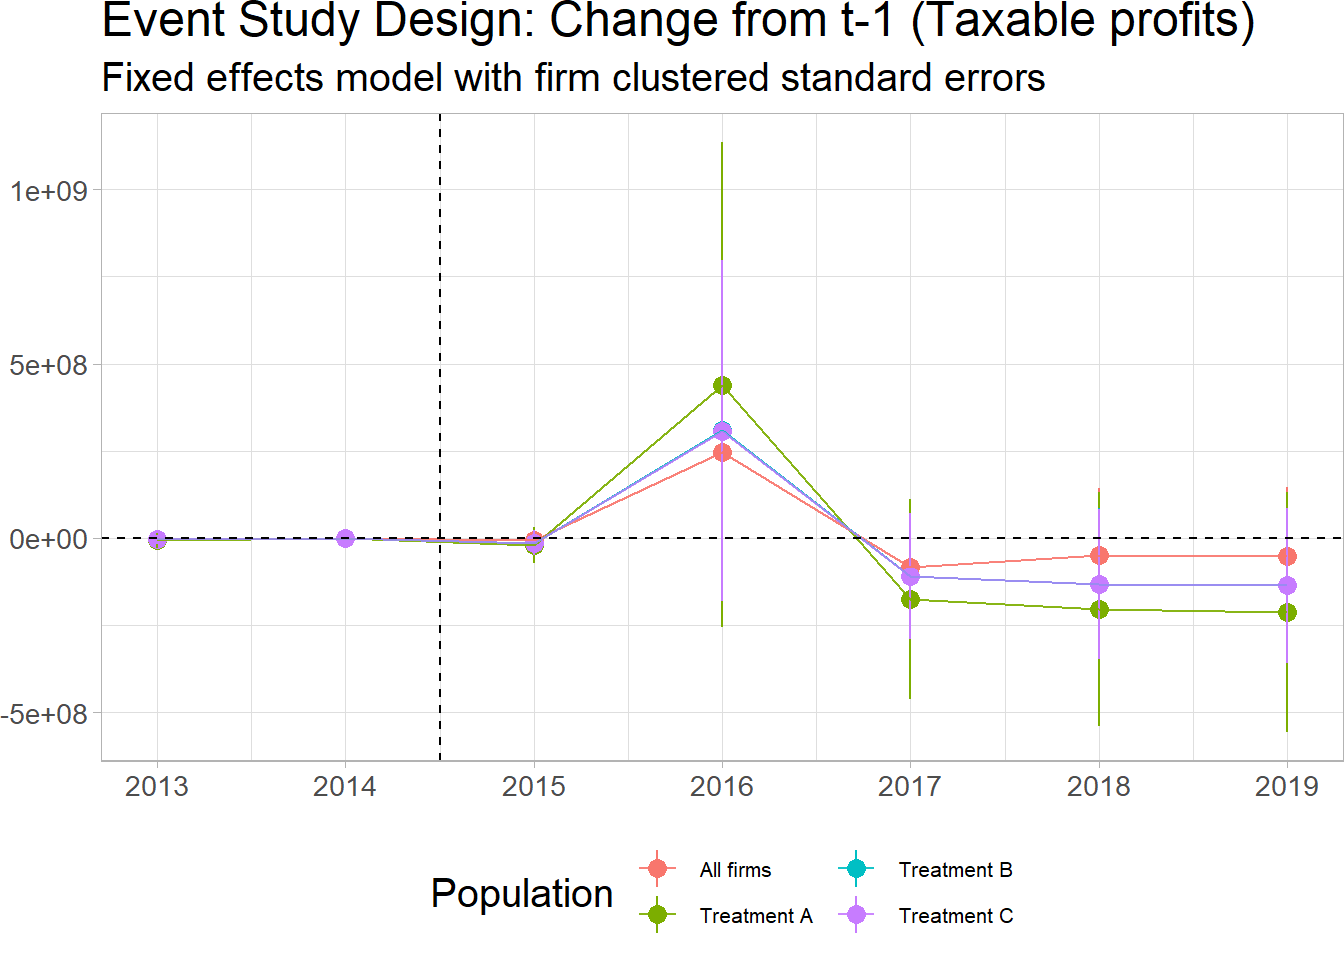 Event Study Design: Change from t-1 (Taxable profits)
Fixed effects model with firm clustered standard errors
1e+09
5e+08
0e+00
-5e+08
2013 2014 2015 2016 2017 2018 2019
Population
All firms
Treatment A
Treatment B
Treatment C